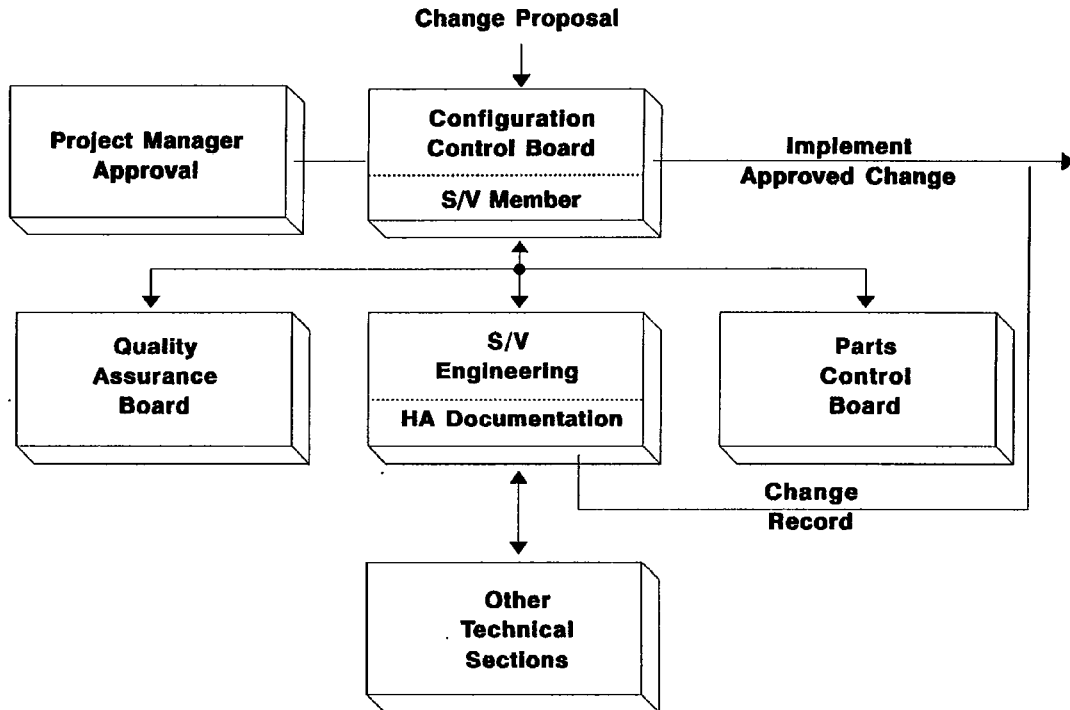 Change Proposal
Project Manager
Approval
Configuration
Control Board
S/V Member
Implement
Approved Change
Quality
Assurance
Board
S/V
Engineering
HA Documentation
Parts
Control
Board
Change
Record
Other
Technical
Sections